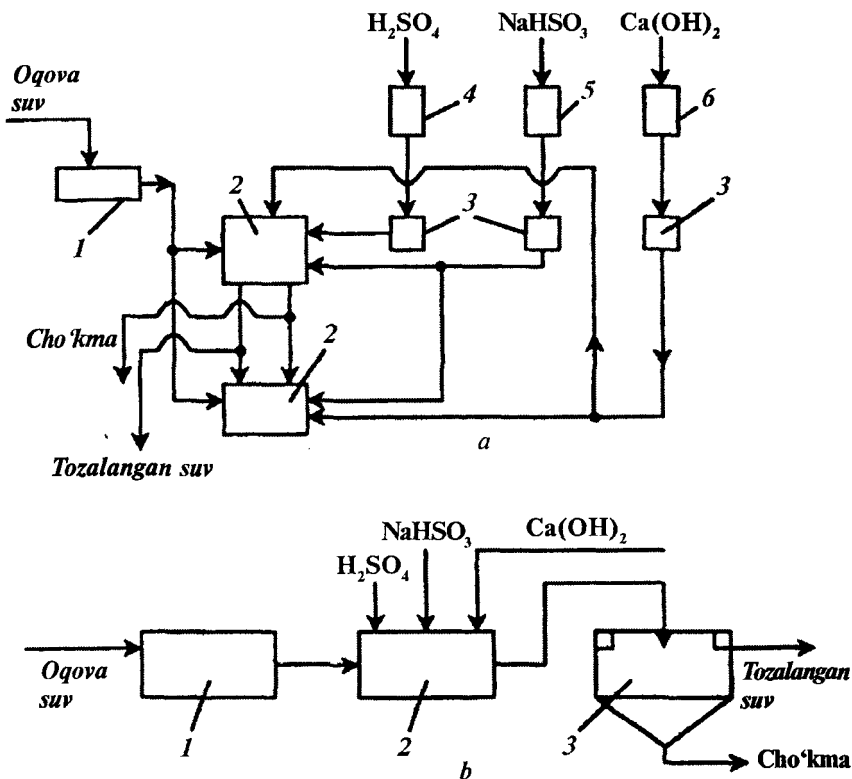 H₂SO₄ NaHSO₃ Ca(OH)₂
Oqova
suv
4 5 6
2 3 3
1
Cho‘kma
2
a
Tozalangan suv
NaHSO₃ Ca(OH)₂
H₂SO₄
Oqova
suv
Tozalangan
suv
1 2 3
Cho‘kma
b